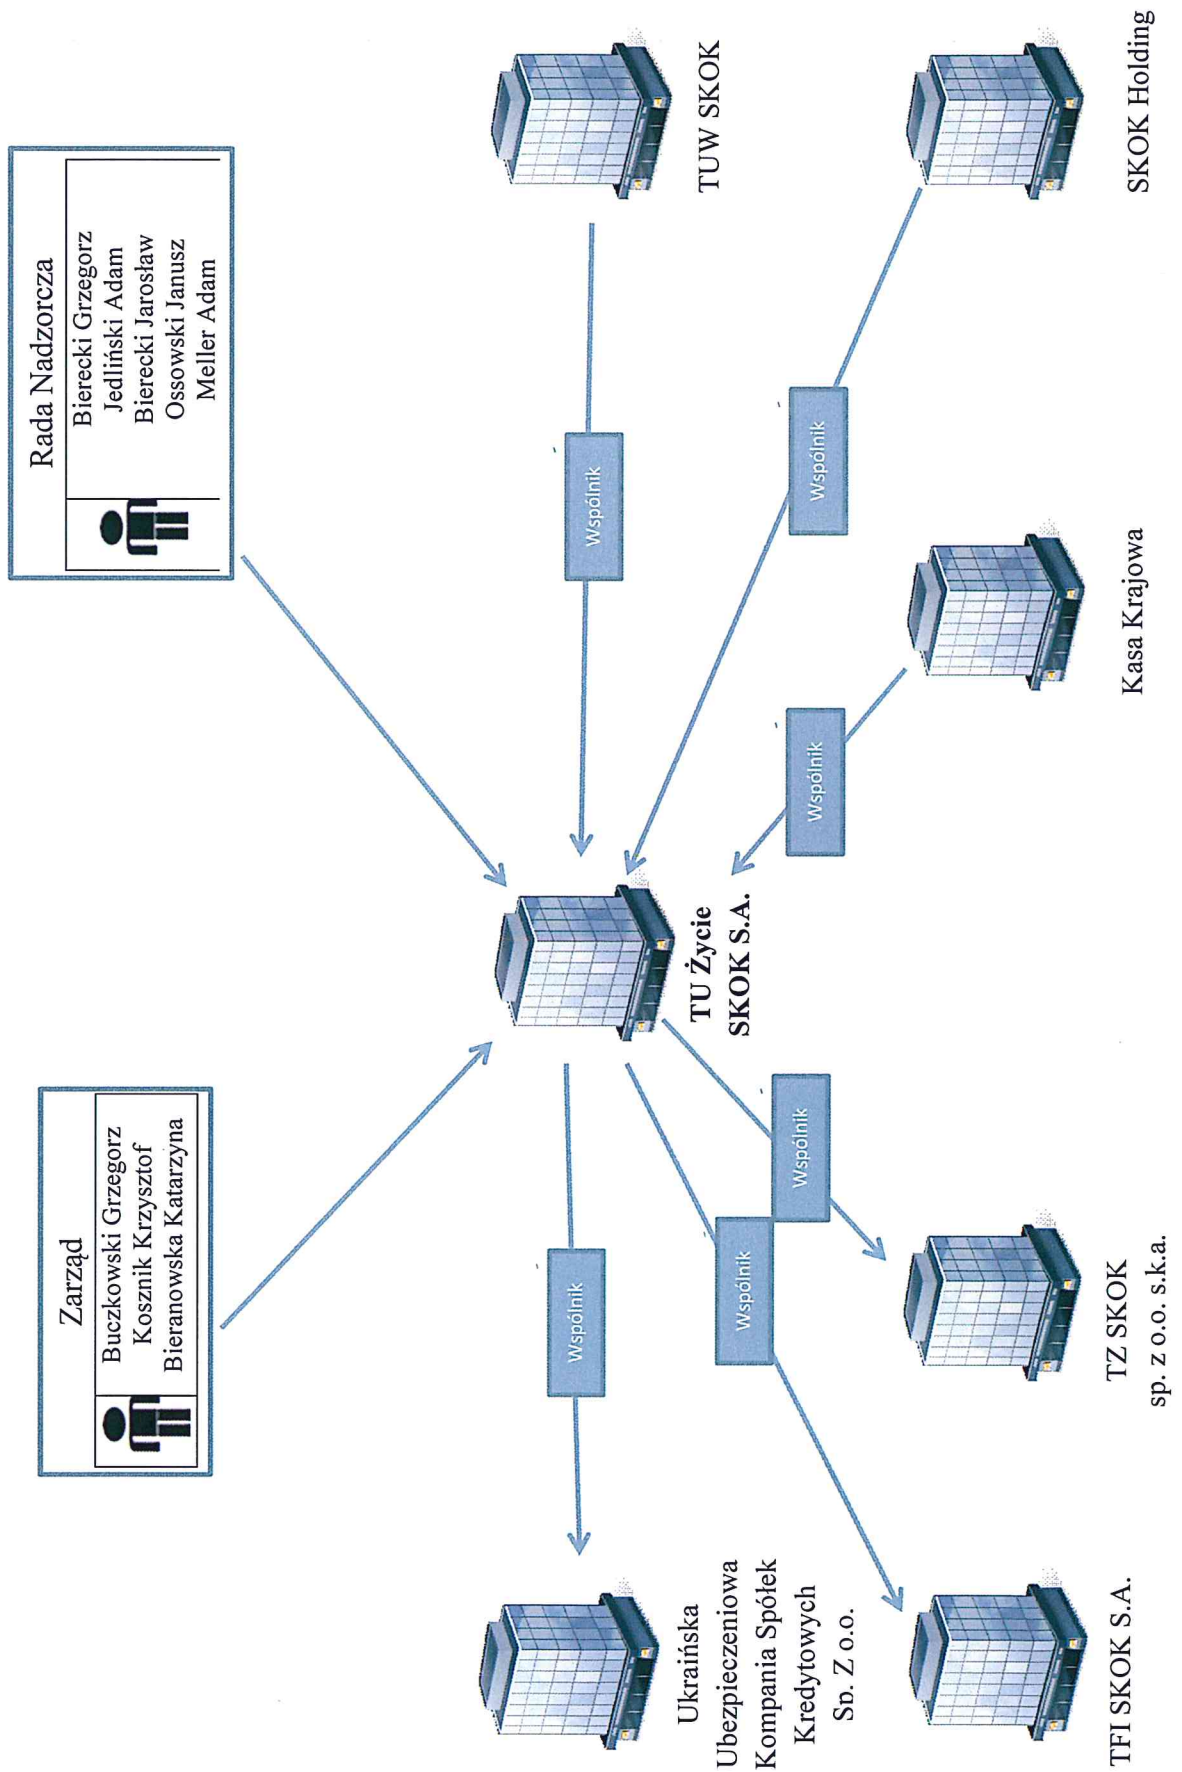 Zarząd
Buczkowski Grzegorz
Kosznik Krzysztof
Bieranowska Katarzyna
Rada Nadzorcza
Bierecki Grzegorz
Jedliński Adam
Bierecki Jarosław
Ossowski Janusz
Meller Adam
Wspólnik
Wspólnik
Ukraińska
Ubezpieczeniowa
Kompania Spółek
Kredytowych
Sp. Z o.o.
TU Życie
SKOK S.A.
TUW SKOK
Wspólnik
Wspólnik
Wspólnik
Wspólnik
TFI SKOK S.A.
TZ SKOK
sp. z o.o. s.k.a.
Kasa Krajowa
SKOK Holding